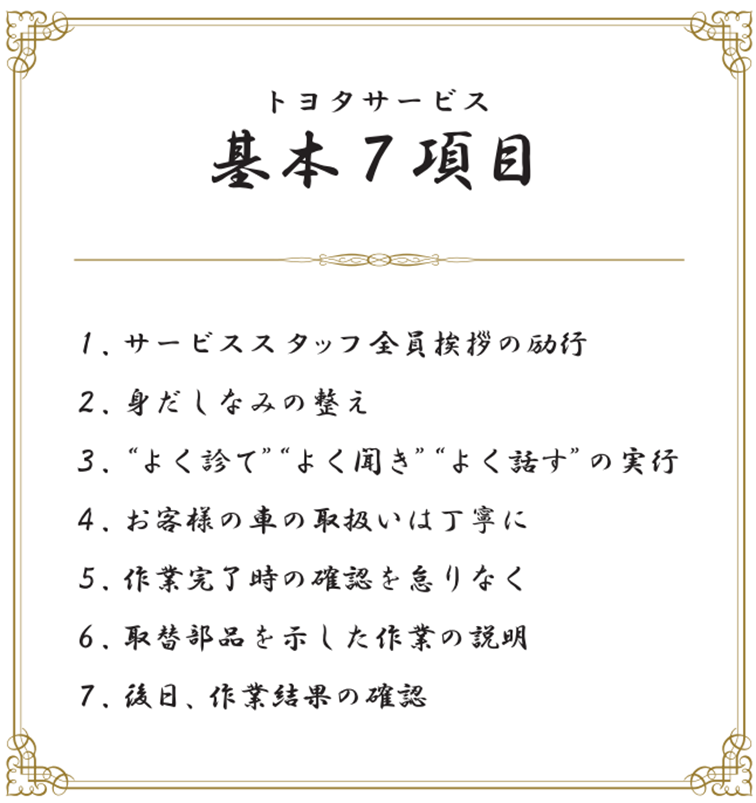 トヨタサービス
基本7項目
1. サービススタッフ全員挨拶の励行
2. 身だしなみの整え
3. “よく診て”“よく聞き”“よく話す”の実行
4. お客様の車の取扱いは丁寧に
5. 作業完了時の確認を怠りなく
6. 取替部品を示した作業の説明
7. 後日、作業結果の確認